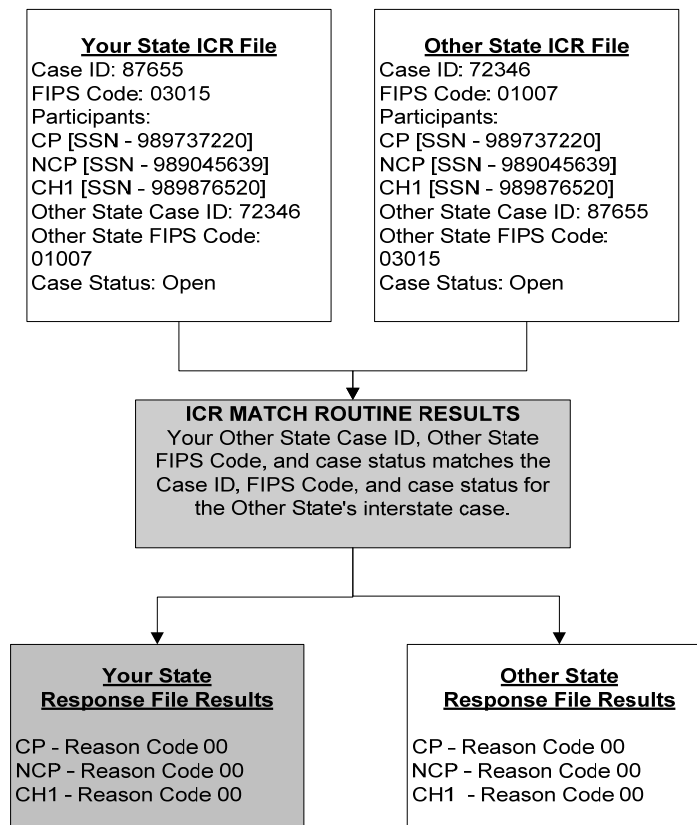 Your State ICR File
Case ID: 87655
FIPS Code: 03015
Participants:
CP [SSN - 989737220]
NCP [SSN - 989045639]
CH1 [SSN - 989876520]
Other State Case ID: 72346
Other State FIPS Code:
01007
Case Status: Open
Other State ICR File
Case ID: 72346
FIPS Code: 01007
Participants:
CP [SSN - 989737220]
NCP [SSN - 989045639]
CH1 [SSN - 989876520]
Other State Case ID: 87655
Other State FIPS Code:
03015
Case Status: Open
ICR MATCH ROUTINE RESULTS
Your Other State Case ID, Other State
FIPS Code, and case status matches the
Case ID, FIPS Code, and case status for
the Other State's interstate case.
Your State
Response File Results
CP - Reason Code 00
NCP - Reason Code 00
CH1 - Reason Code 00
Other State
Response File Results
CP - Reason Code 00
NCP - Reason Code 00
CH1 - Reason Code 00